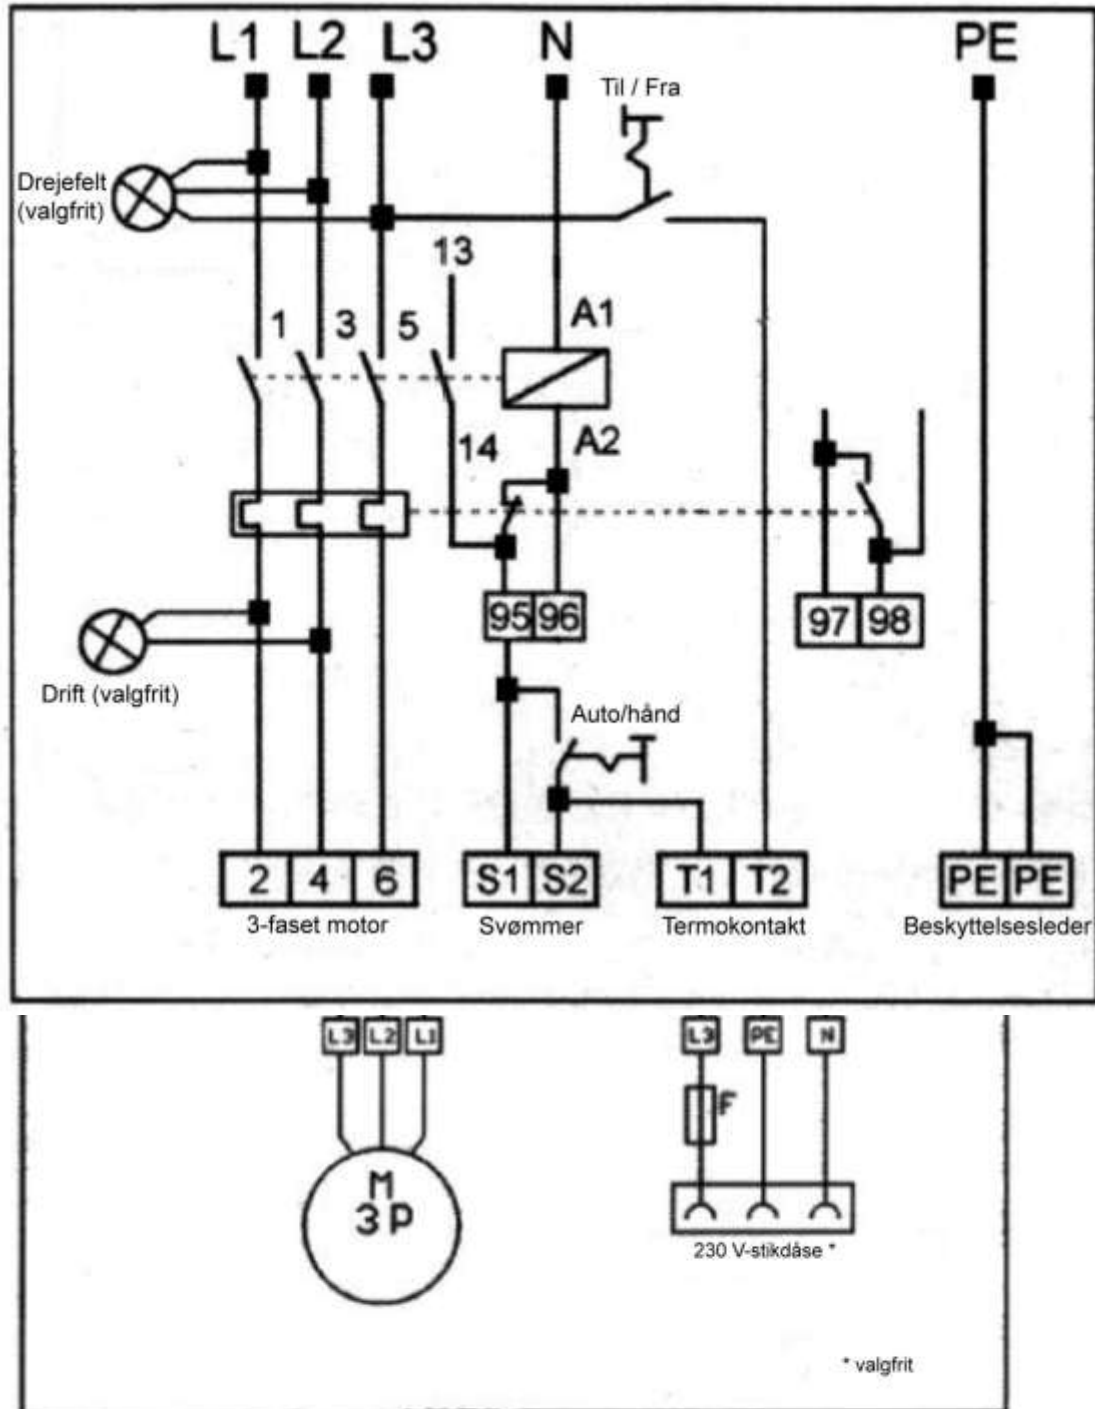 L1 L2 L3 N PE
Til / Fra
Drejefelt
(valgfrit)
13
1 3 5 A1
14 A2
95 96 97 98
Drift (valgfrit)
Auto/hånd
2 4 6 S1 S2 T1 T2 PE PE
3-faset motor Svømmer Termokontakt Beskyttelsesleder
L3 L2 L1 L3 PE N
F
M
3P
230 V-stikdåse *
* valgfrit